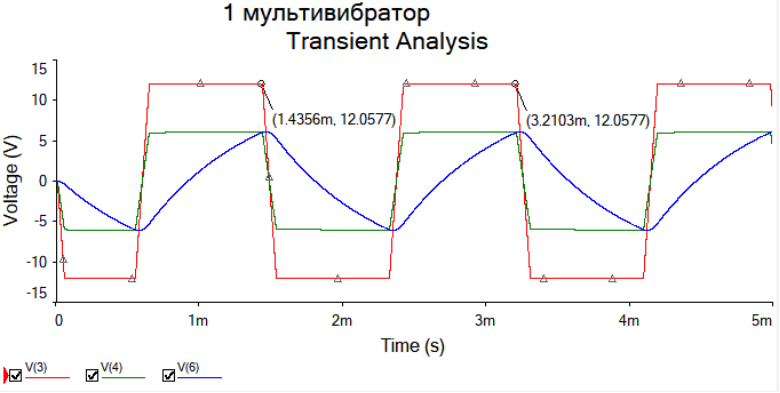 1 мультивибратор
Transient Analysis
Voltage (V)
15
10
5
0
-5
-10
-15
(1.4356m, 12.0577)
(3.2103m, 12.0577)
0 1m 2m 3m 4m 5m
Time (s)
V(3) V(4) V(6)